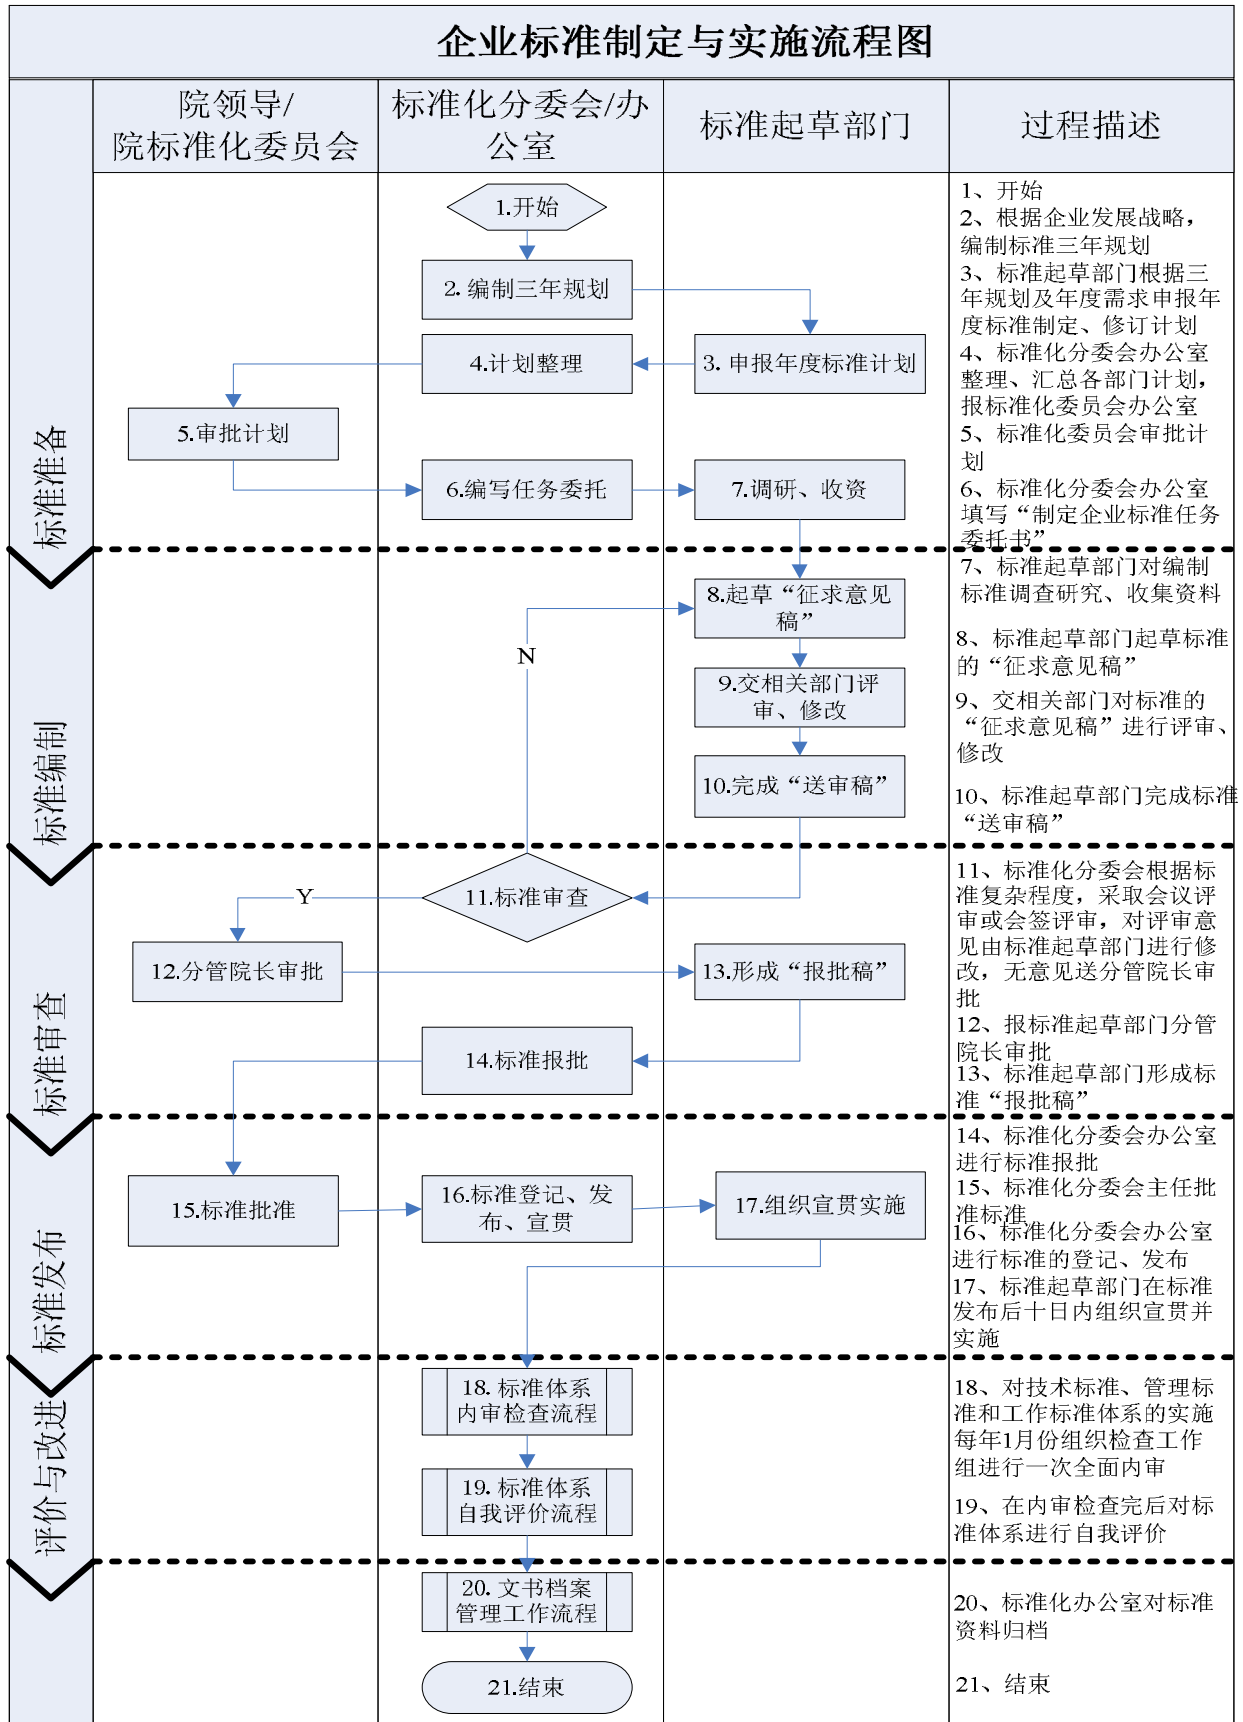 企业标准制定与实施流程图
院领导/
院标准化委员会
标准化分委会/办
公室
标准起草部门
过程描述
标准准备
1.开始
2. 编制三年规划
3. 申报年度标准计划
4.计划整理
5.审批计划
6.编写任务委托
7.调研、收资
1、开始
2、根据企业发展战略，
编制标准三年规划
3、标准起草部门根据三
年规划及年度需求申报年
度标准制定、修订计划
4、标准化分委会办公室
整理、汇总各部门计划，
报标准化委员会办公室
5、标准化委员会审批计
划
6、标准化分委会办公室
填写“制定企业标准任务
委托书”
7、标准起草部门对编制
标准调查研究、收集资料
标准编制
8.起草“征求意见
稿”
N
9.交相关部门评
审、修改
10.完成“送审稿”
8、标准起草部门起草标准
的“征求意见稿”
9、交相关部门对标准的
“征求意见稿”进行评审、
修改
10、标准起草部门完成标准
“送审稿”
标准审查
11.标准审查
Y
12.分管院长审批
13.形成“报批稿”
14.标准报批
11、标准化分委会根据标
准复杂程度，采取会议评
审或会签评审，对评审意
见由标准起草部门进行修
改，无意见送分管院长审
批
12、报标准起草部门分管
院长审批
13、标准起草部门形成标
准“报批稿”
标准发布
15.标准批准
16.标准登记、发
布、宣贯
17.组织宣贯实施
14、标准化分委会办公室
进行标准报批
15、标准化分委会主任批
准标准
16、标准化分委会办公室
进行标准的登记、发布
17、标准起草部门在标准
发布后十日内组织宣贯并
实施
评价与改进
18. 标准体系
内审检查流程
19. 标准体系
自我评价流程
18、对技术标准、管理标
准和工作标准体系的实施
每年1月份组织检查工作
组进行一次全面内审
19、在内审检查完后对标
准体系进行自我评价
20. 文书档案
管理工作流程
21.结束
20、标准化办公室对标准
资料归档
21、结束